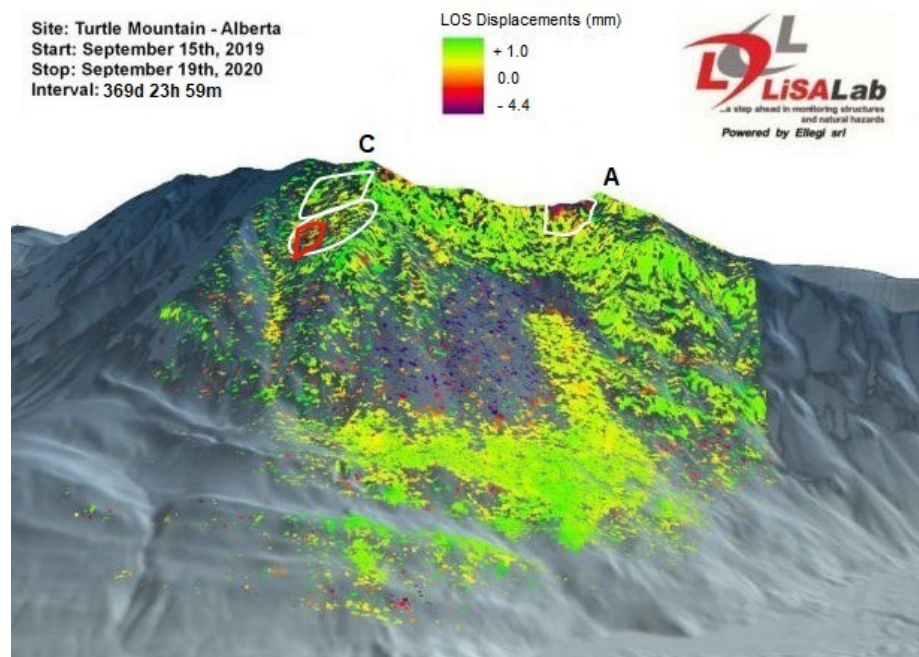 Site: Turtle Mountain - Alberta
Start: September 15th, 2019
Stop: September 19th, 2020
Interval: 369d 23h 59m
LOS Displacements (mm)
+ 1.0
0.0
- 4.4
L L
LiSALab
...a step ahead in monitoring structures
and natural hazards
Powered by Ellegi srl
C
A